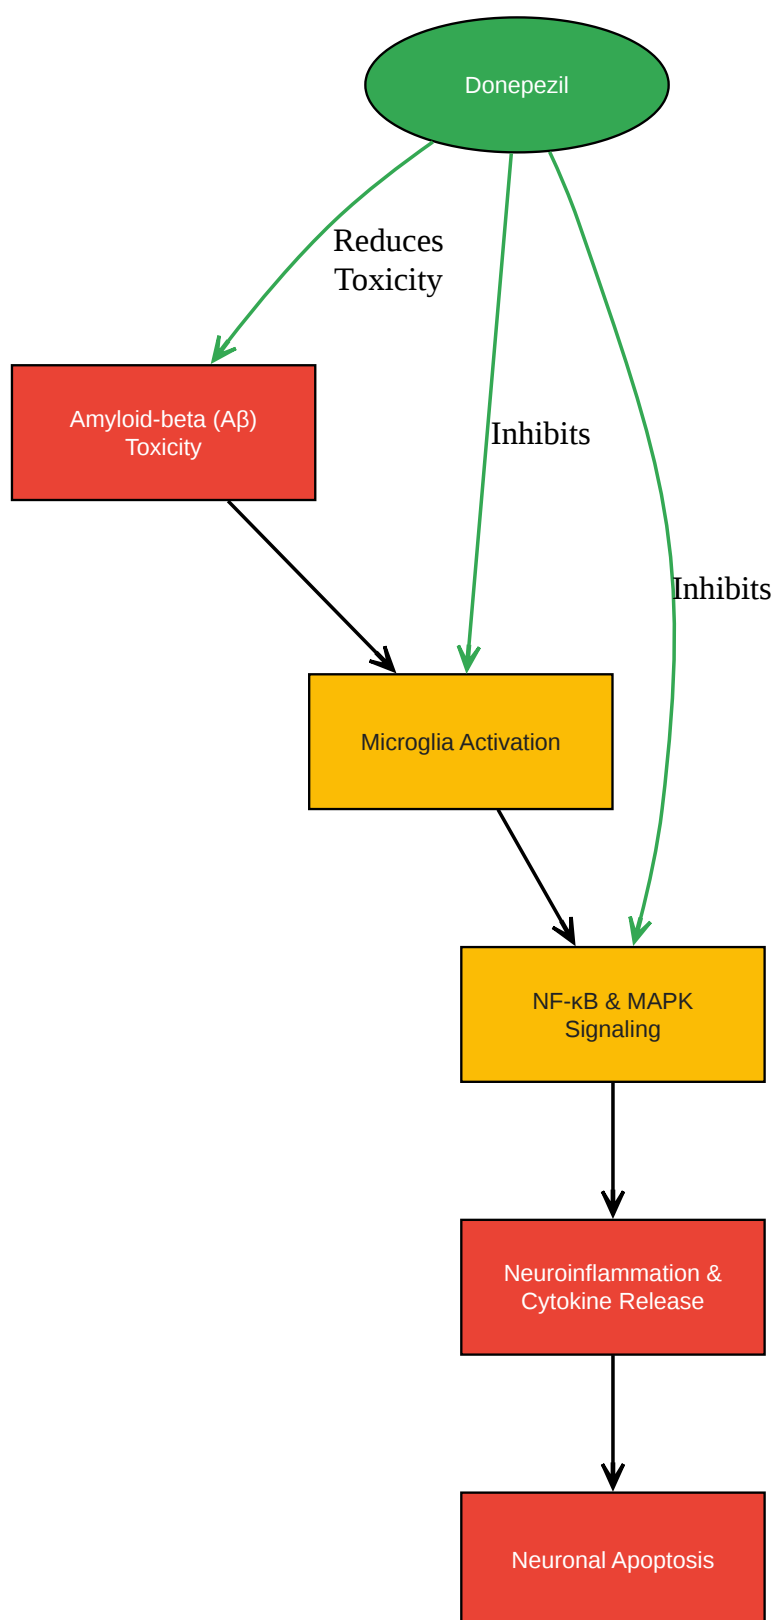 Donepezil
Reduces
Toxicity
Amyloid-beta (Aβ)
Toxicity
Inhibits
Inhibits
Microglia Activation
NF-κB & MAPK
Signaling
Neuroinflammation &
Cytokine Release
Neuronal Apoptosis